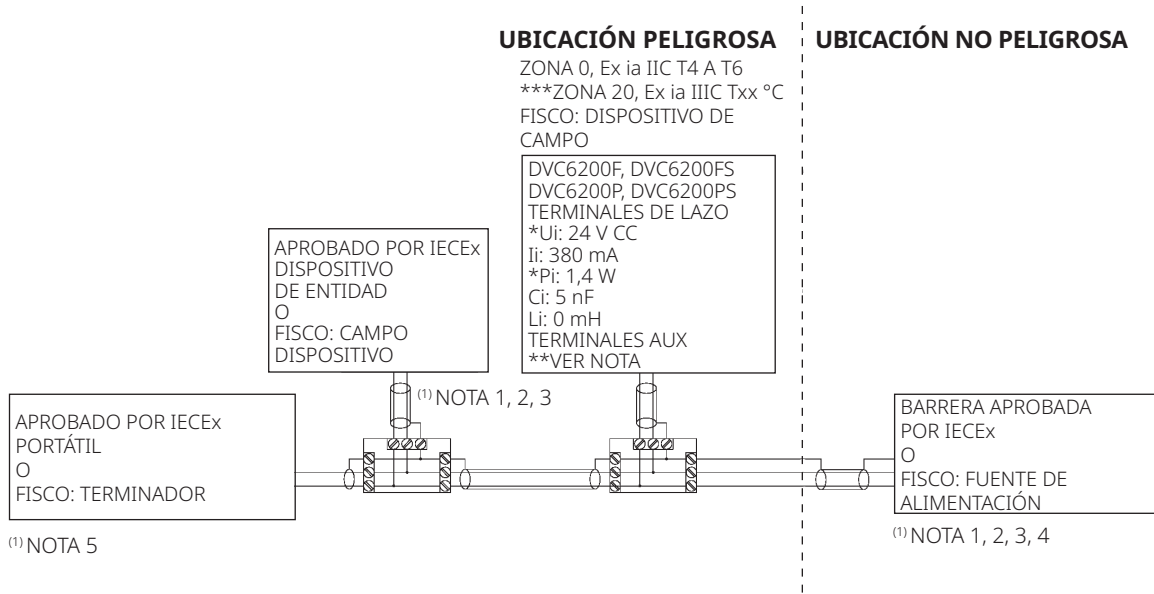 UBICACIÓN PELIGROSA
UBICACIÓN NO PELIGROSA
ZONA 0, Ex ia IIC T4 A T6
***ZONA 20, Ex ia IIIC Txx °C
FISCO: DISPOSITIVO DE
CAMPO
DVC6200F, DVC6200FS
DVC6200P, DVC6200PS
TERMINALES DE LAZO
*Ui: 24 V CC
Ii: 380 mA
*Pi: 1,4 W
Ci: 5 nF
Li: 0 mH
TERMINALES AUX
**VER NOTA
APROBADO POR IECEx
DISPOSITIVO
DE ENTIDAD
O
FISCO: CAMPO
DISPOSITIVO
(1) NOTA 1, 2, 3
APROBADO POR IECEx
PORTÁTIL
O
FISCO: TERMINADOR
(1) NOTA 5
BARRERA APROBADA
POR IECEx
O
FISCO: FUENTE DE
ALIMENTACIÓN
(1) NOTA 1, 2, 3, 4